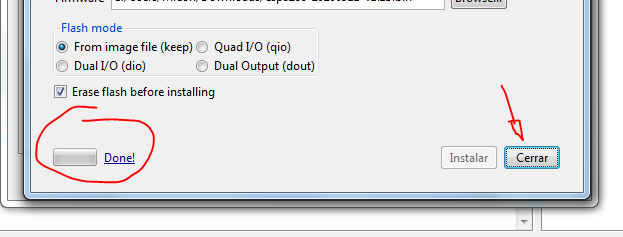 Flash mode
From image file (keep) Quad I/O (qio)
Dual I/O (dio) Dual Output (dout)
Erase flash before installing
Done! Instalar Cerrar